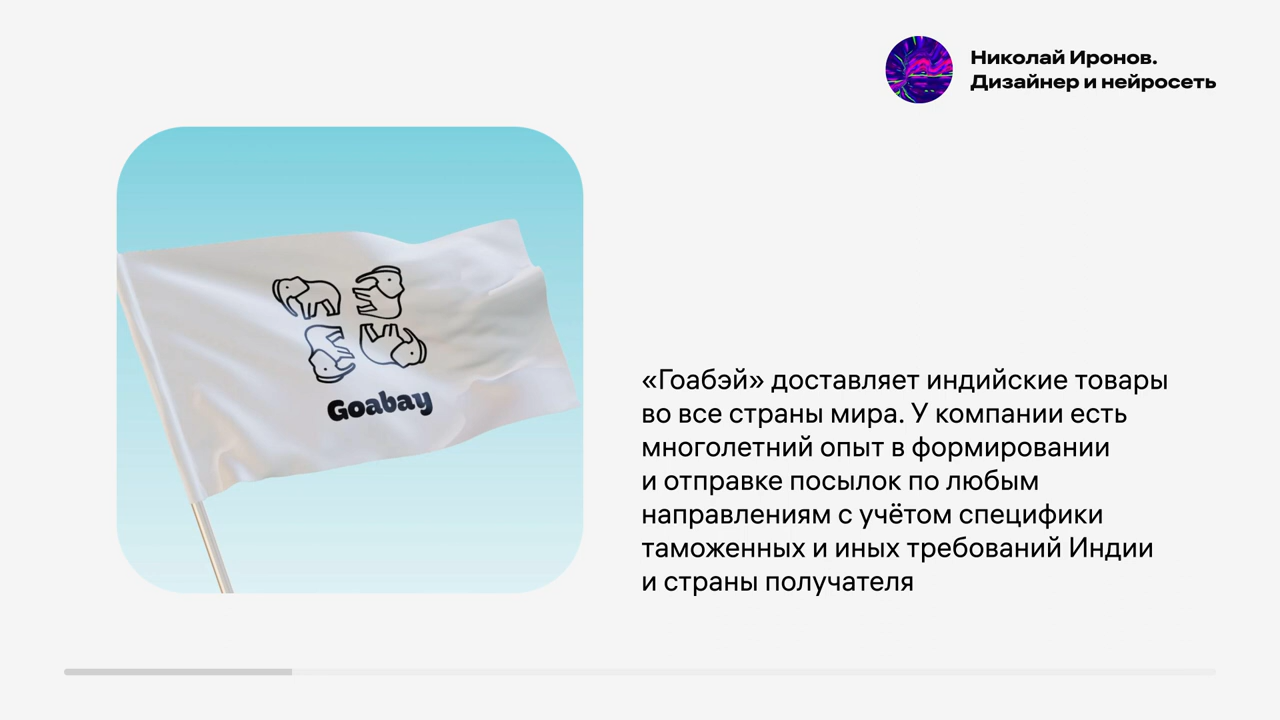 Николай Иронов.
Дизайнер и нейросеть
Goabay
«Гоабэй» доставляет индийские товары
во все страны мира. У компании есть
многолетний опыт в формировании
и отправке посылок по любым
направлениям с учётом специфики
таможенных и иных требований Индии
и страны получателя